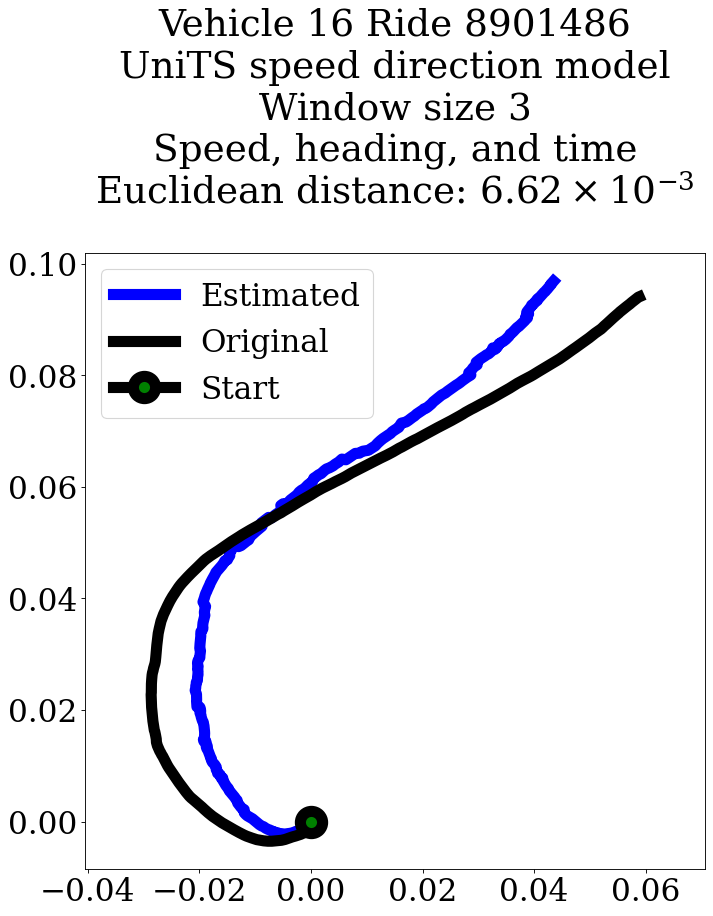 Vehicle 16 Ride 8901486
UniTS speed direction model
Window size 3
Speed, heading, and time
Euclidean distance: 6.62 × 10⁻³
Estimated
Original
Start
0.10
0.08
0.06
0.04
0.02
0.00
−0.04 −0.02 0.00 0.02 0.04 0.06